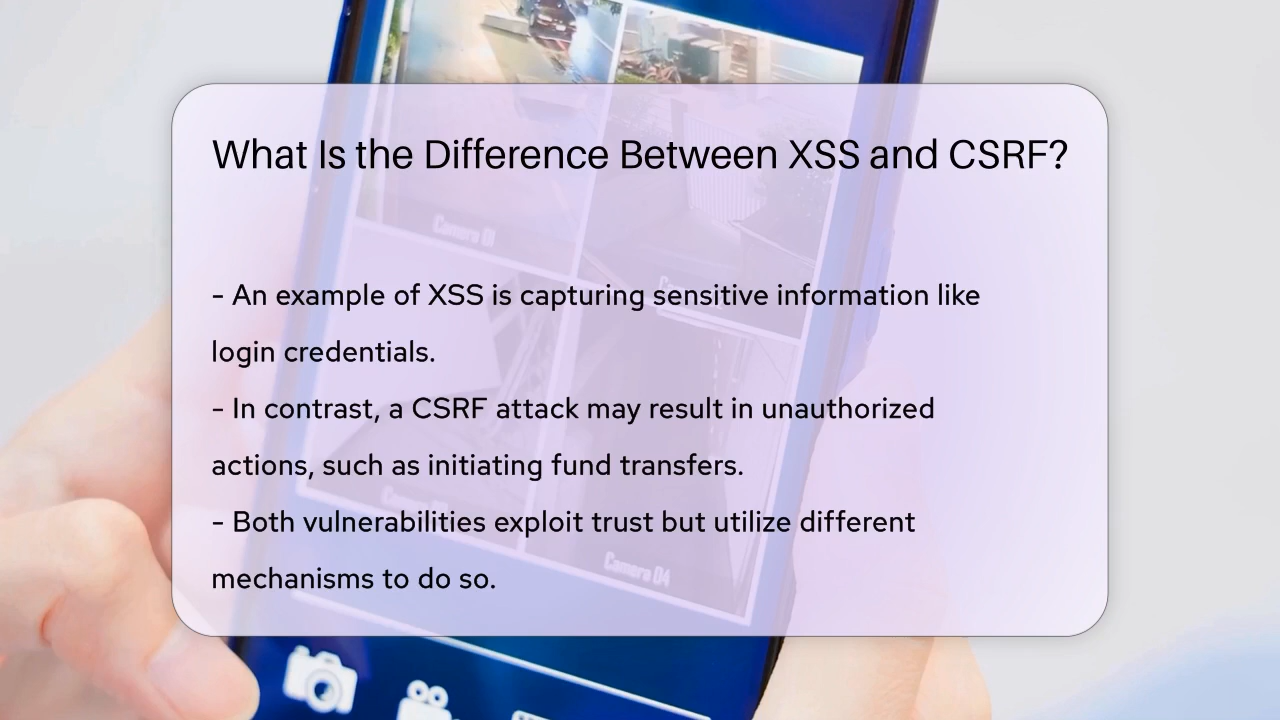 What Is the Difference Between XSS and CSRF?
- An example of XSS is capturing sensitive information like
login credentials.
- In contrast, a CSRF attack may result in unauthorized
actions, such as initiating fund transfers.
- Both vulnerabilities exploit trust but utilize different
mechanisms to do so.
Camera 01
Camera 04